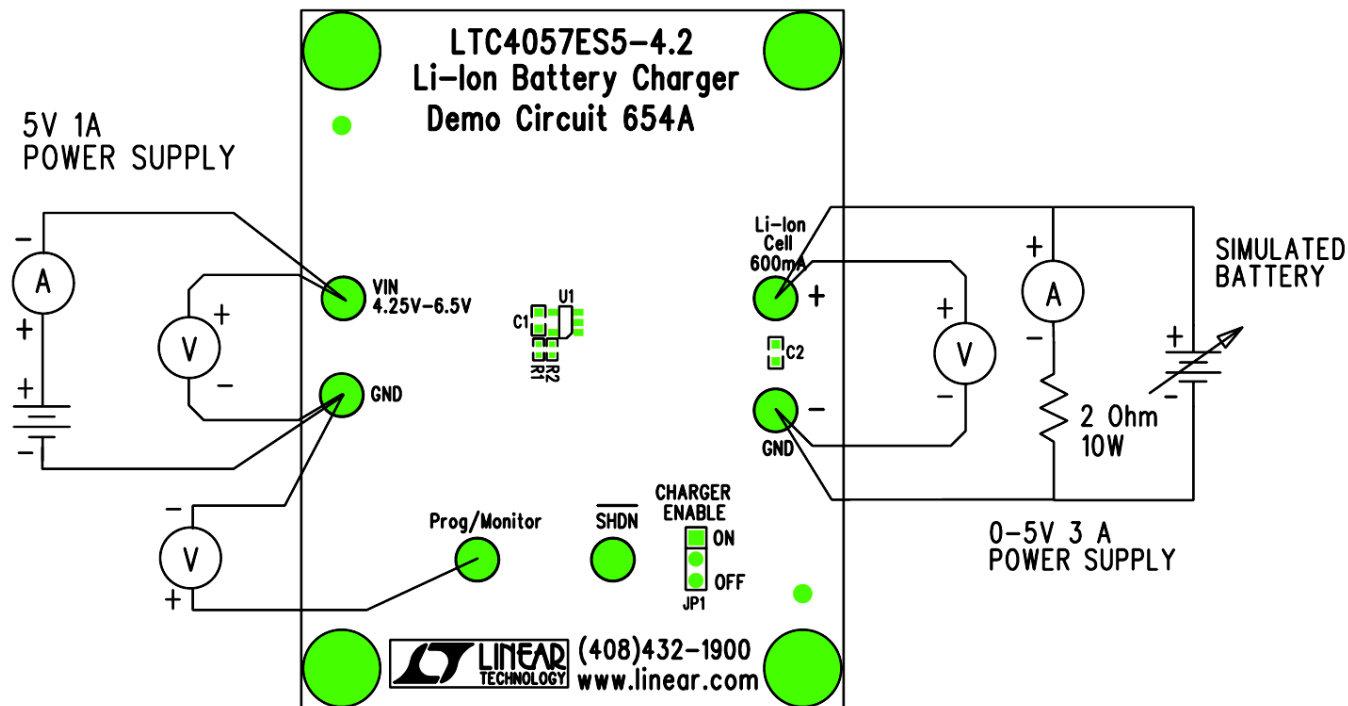 LTC4057ES5-4.2
Li-Ion Battery Charger
Demo Circuit 654A
5V 1A
POWER SUPPLY
-
A
+
+
-
+
V
-
VIN
4.25V-6.5V
GND
-
V
+
C1
U1
R1
R2
Li-Ion
Cell
600mA
+
C2
-
GND
+
V
-
+
A
-
2 Ohm
10W
+
-
SIMULATED
BATTERY
0-5V 3 A
POWER SUPPLY
Prog/Monitor
SHDN
CHARGER
ENABLE
ON
OFF
JP1
LINEAR
TECHNOLOGY
(408)432-1900
www.linear.com